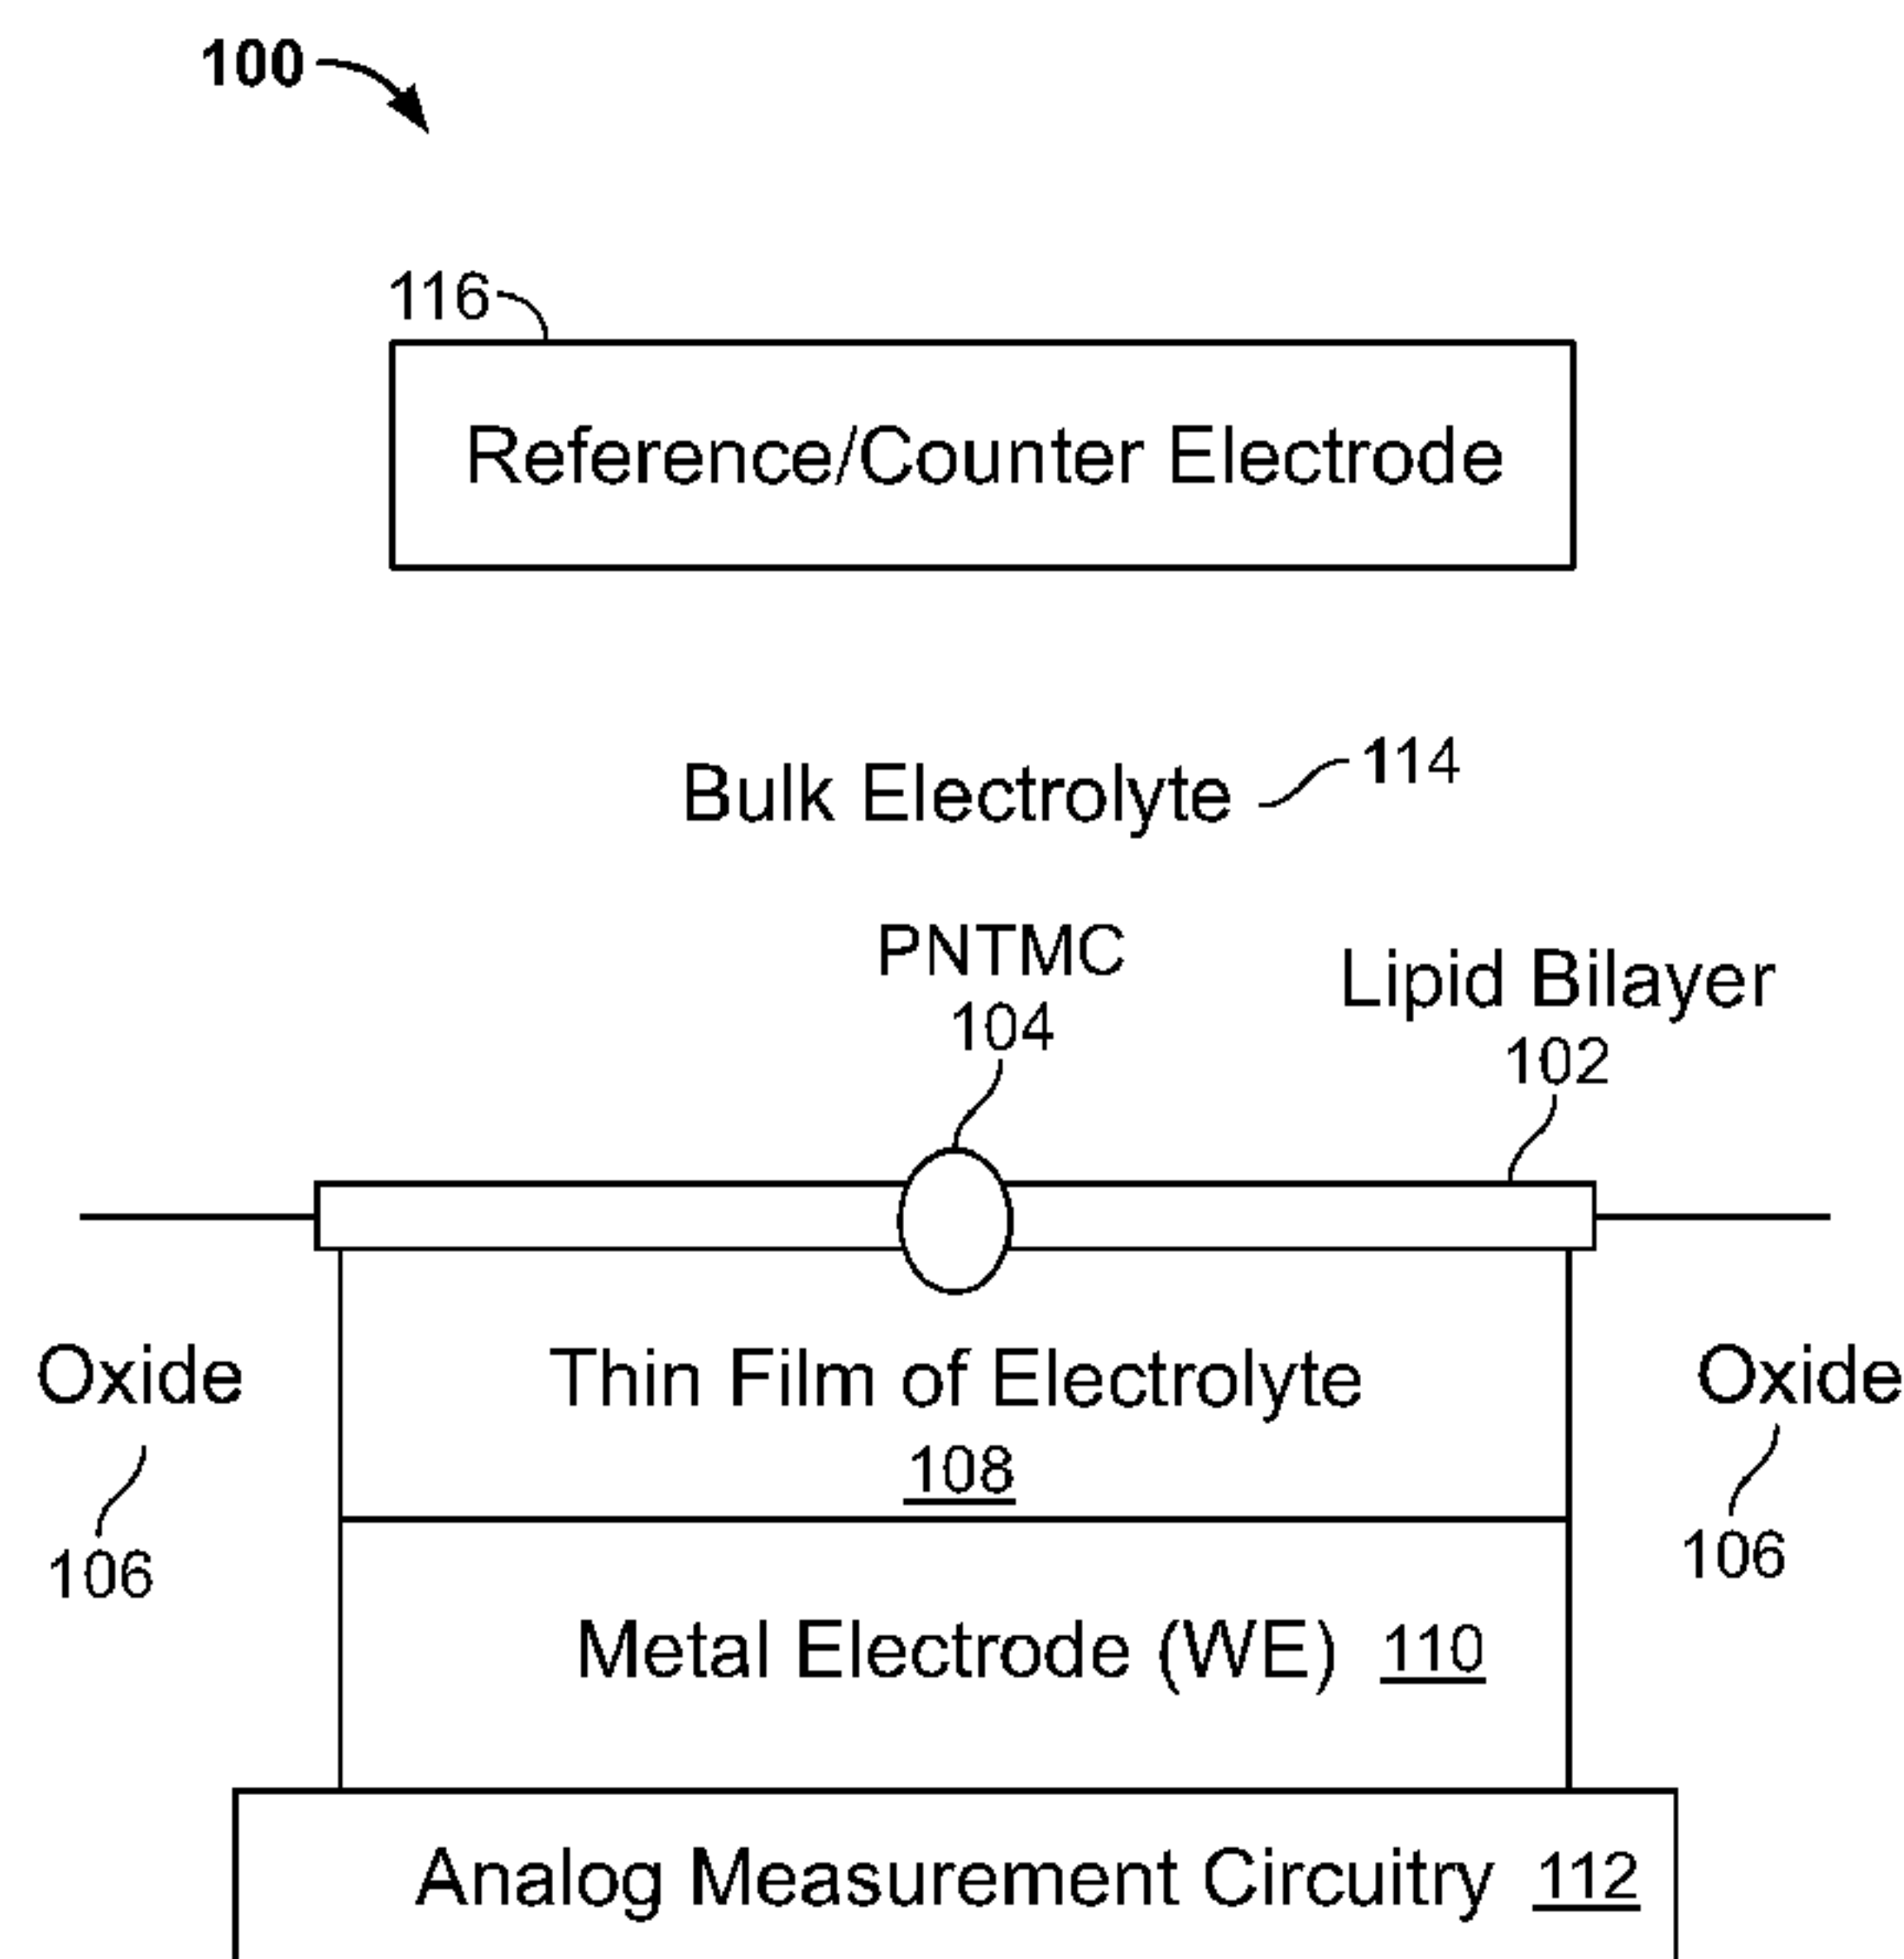 100
116
Reference/Counter Electrode
Bulk Electrolyte 114
PNTMC
104
Lipid Bilayer
102
Oxide
106
Thin Film of Electrolyte
108
Oxide
106
Metal Electrode (WE) 110
Analog Measurement Circuitry 112